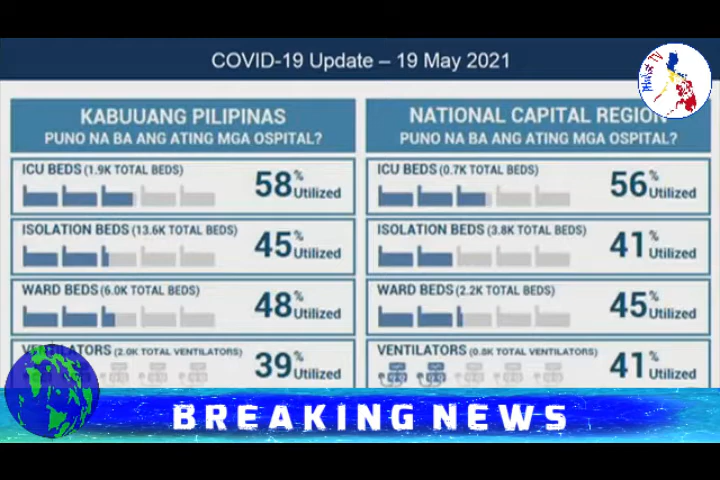 COVID-19 Update – 19 May 2021
KABUUANG PILIPINAS
PUNO NA BA ANG ATING MGA OSPITAL?
ICU BEDS (1.9K TOTAL BEDS)
58% Utilized
ISOLATION BEDS (13.6K TOTAL BEDS)
45% Utilized
WARD BEDS (6.0K TOTAL BEDS)
48% Utilized
VENTILATORS (2.0K TOTAL VENTILATORS)
39% Utilized
NATIONAL CAPITAL REGION
PUNO NA BA ANG ATING MGA OSPITAL?
ICU BEDS (0.7K TOTAL BEDS)
56% Utilized
ISOLATION BEDS (3.8K TOTAL BEDS)
41% Utilized
WARD BEDS (2.2K TOTAL BEDS)
45% Utilized
VENTILATORS (0.8K TOTAL VENTILATORS)
41% Utilized
BREAKING NEWS